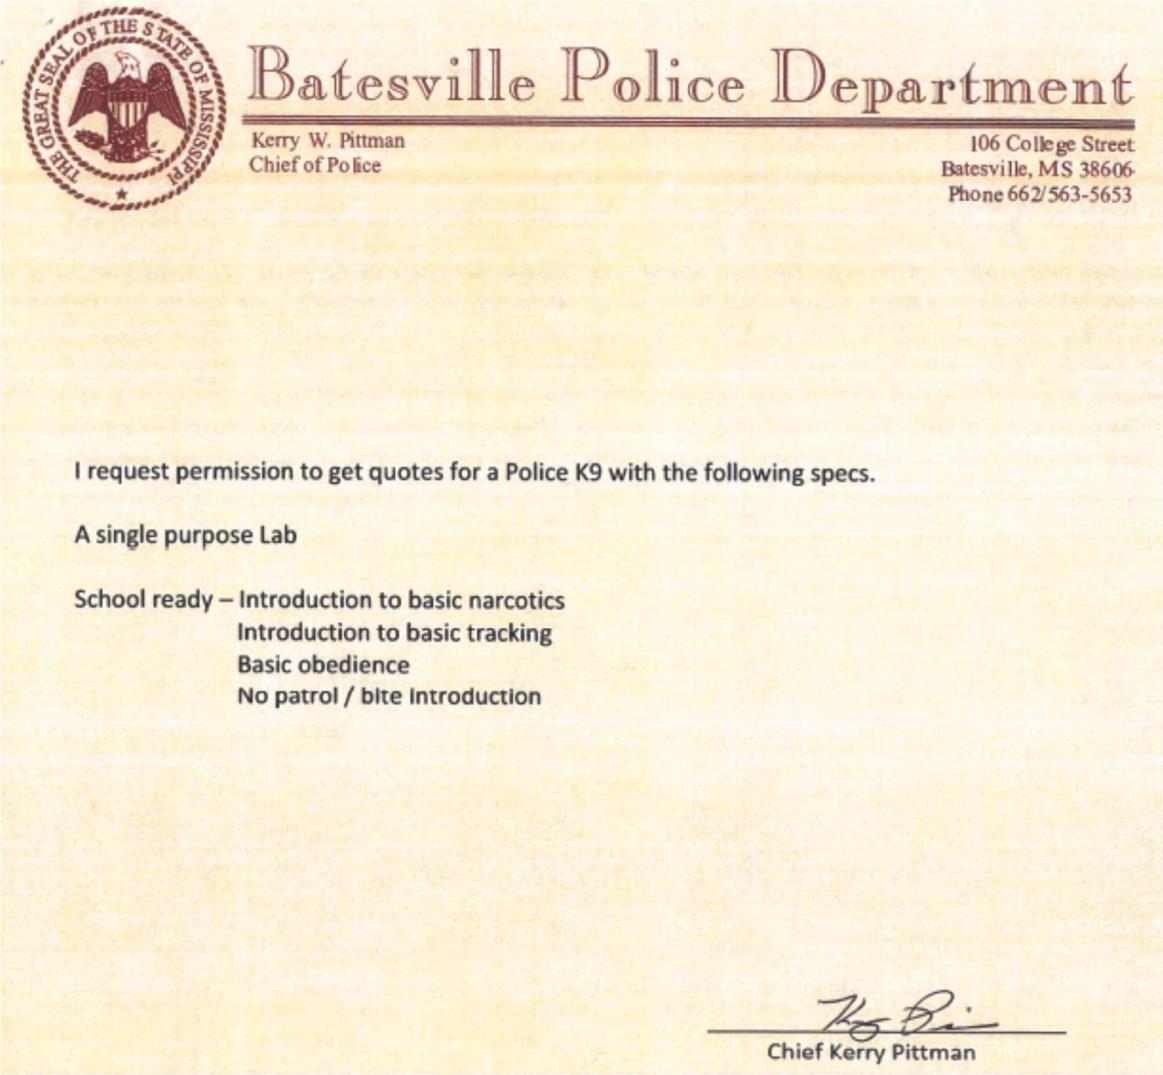 THE GREAT SEAL OF THE STATE OF MISSISSIPPI
Batesville Police Department
Kerry W. Pittman
Chief of Police
106 College Street
Batesville, MS 38606
Phone 662/563-5653
I request permission to get quotes for a Police K9 with the following specs.
A single purpose Lab
School ready – Introduction to basic narcotics
Introduction to basic tracking
Basic obedience
No patrol / bite Introduction
Chief Kerry Pittman